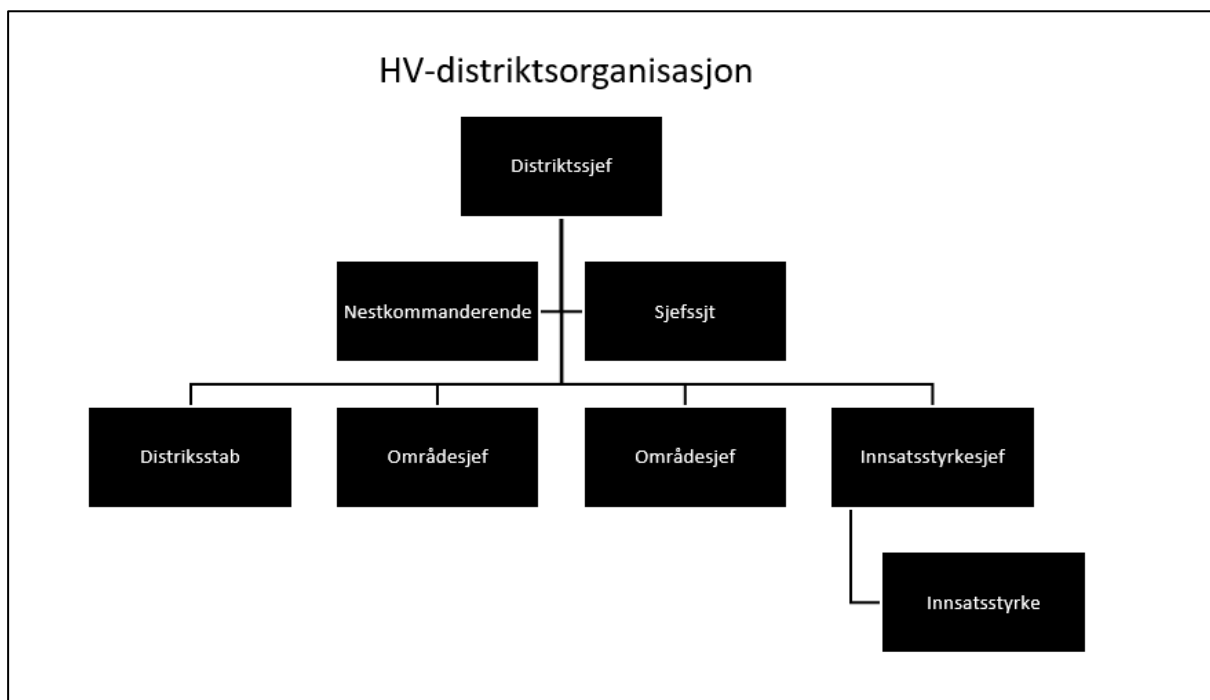 HV-distriktsorganisasjon
Distriktssjef
Nestkommanderende
Sjefssjt
Distriksstab
Områdesjef
Områdesjef
Innsatsstyrkesjef
Innsatsstyrke